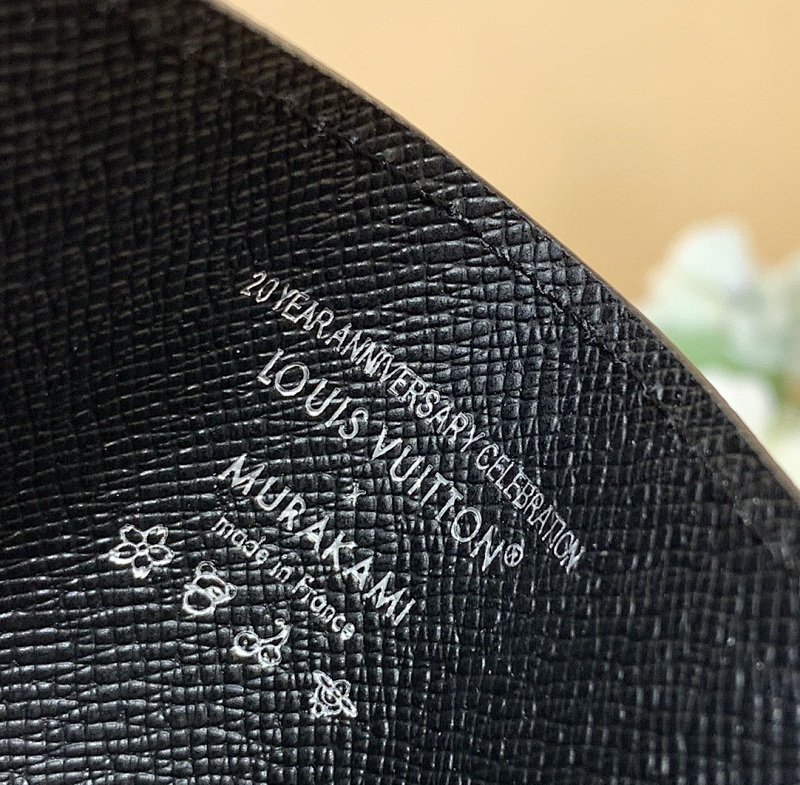 20 YEAR ANNIVERSARY CELEBRATION
LOUIS VUITTON®
x
MURAKAMI
made in France